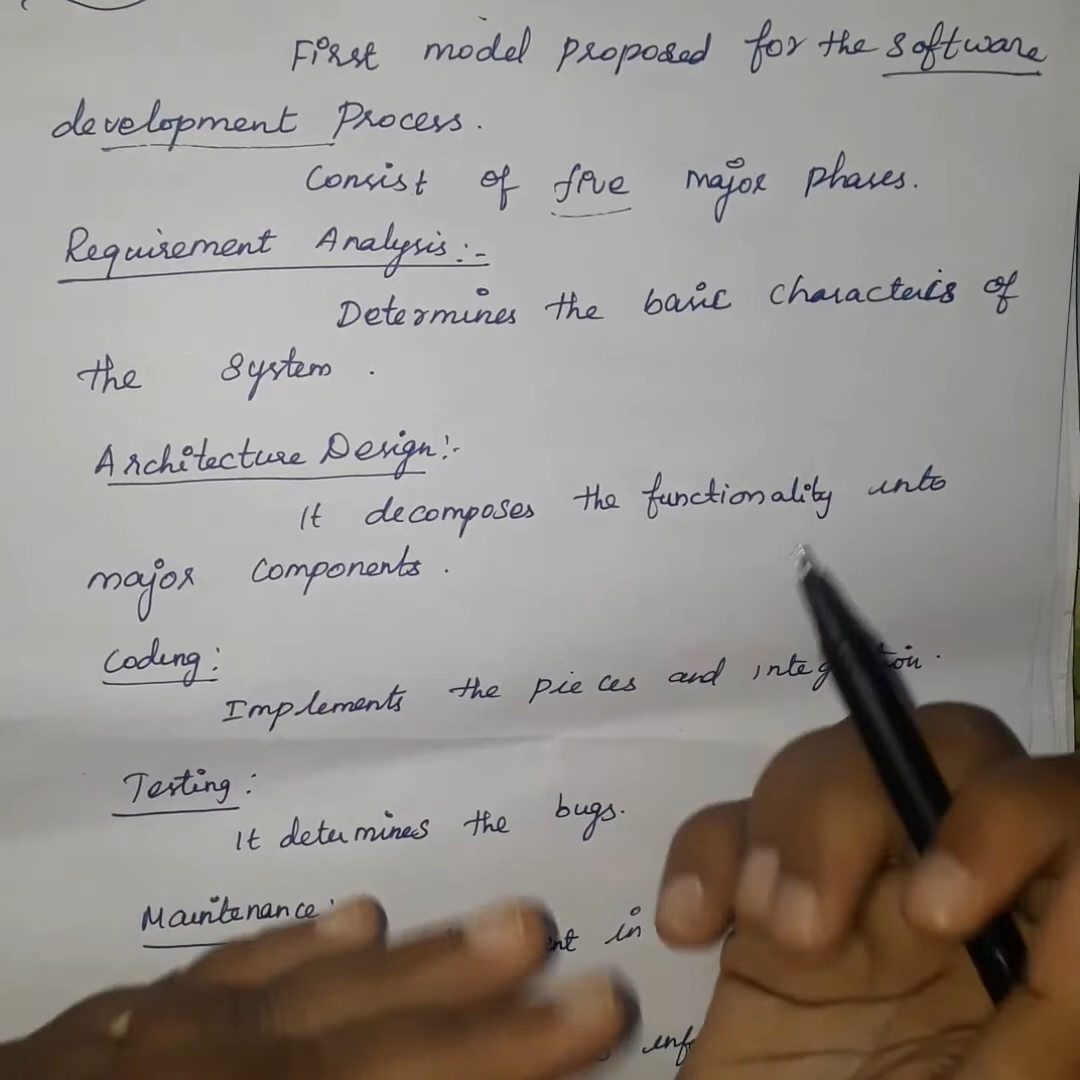 First model proposed for the software
development Process.
Consist of five major phases.
Requirement Analysis:-
Determines the basic characteris of
the system.
Architecture Design:-
It decomposes the functionality unto
major components.
Coding:
Implements the pieces and
Testing:
It determines the bugs.
Maintenance:
in